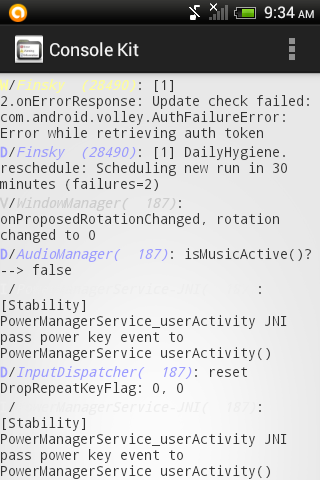 9:34 AM
Console Kit
W/Finsky (28490): [1]
2.onErrorResponse: Update check failed:
com.android.volley.AuthFailureError:
Error while retrieving auth token
D/Finsky (28490): [1] DailyHygiene.
reschedule: Scheduling new run in 30
minutes (failures=2)
V/WindowManager( 187):
onProposedRotationChanged, rotation
changed to 0
D/AudioManager( 187): isMusicActive()?
--> false
/PowerManagerService-JNI( 187):
[Stability]
PowerManagerService_userActivity JNI
pass power key event to
PowerManagerService userActivity()
D/InputDispatcher( 187): reset
DropRepeatKeyFlag: 0, 0
/PowerManagerService-JNI( 187):
[Stability]
PowerManagerService_userActivity JNI
pass power key event to
PowerManagerService userActivity()